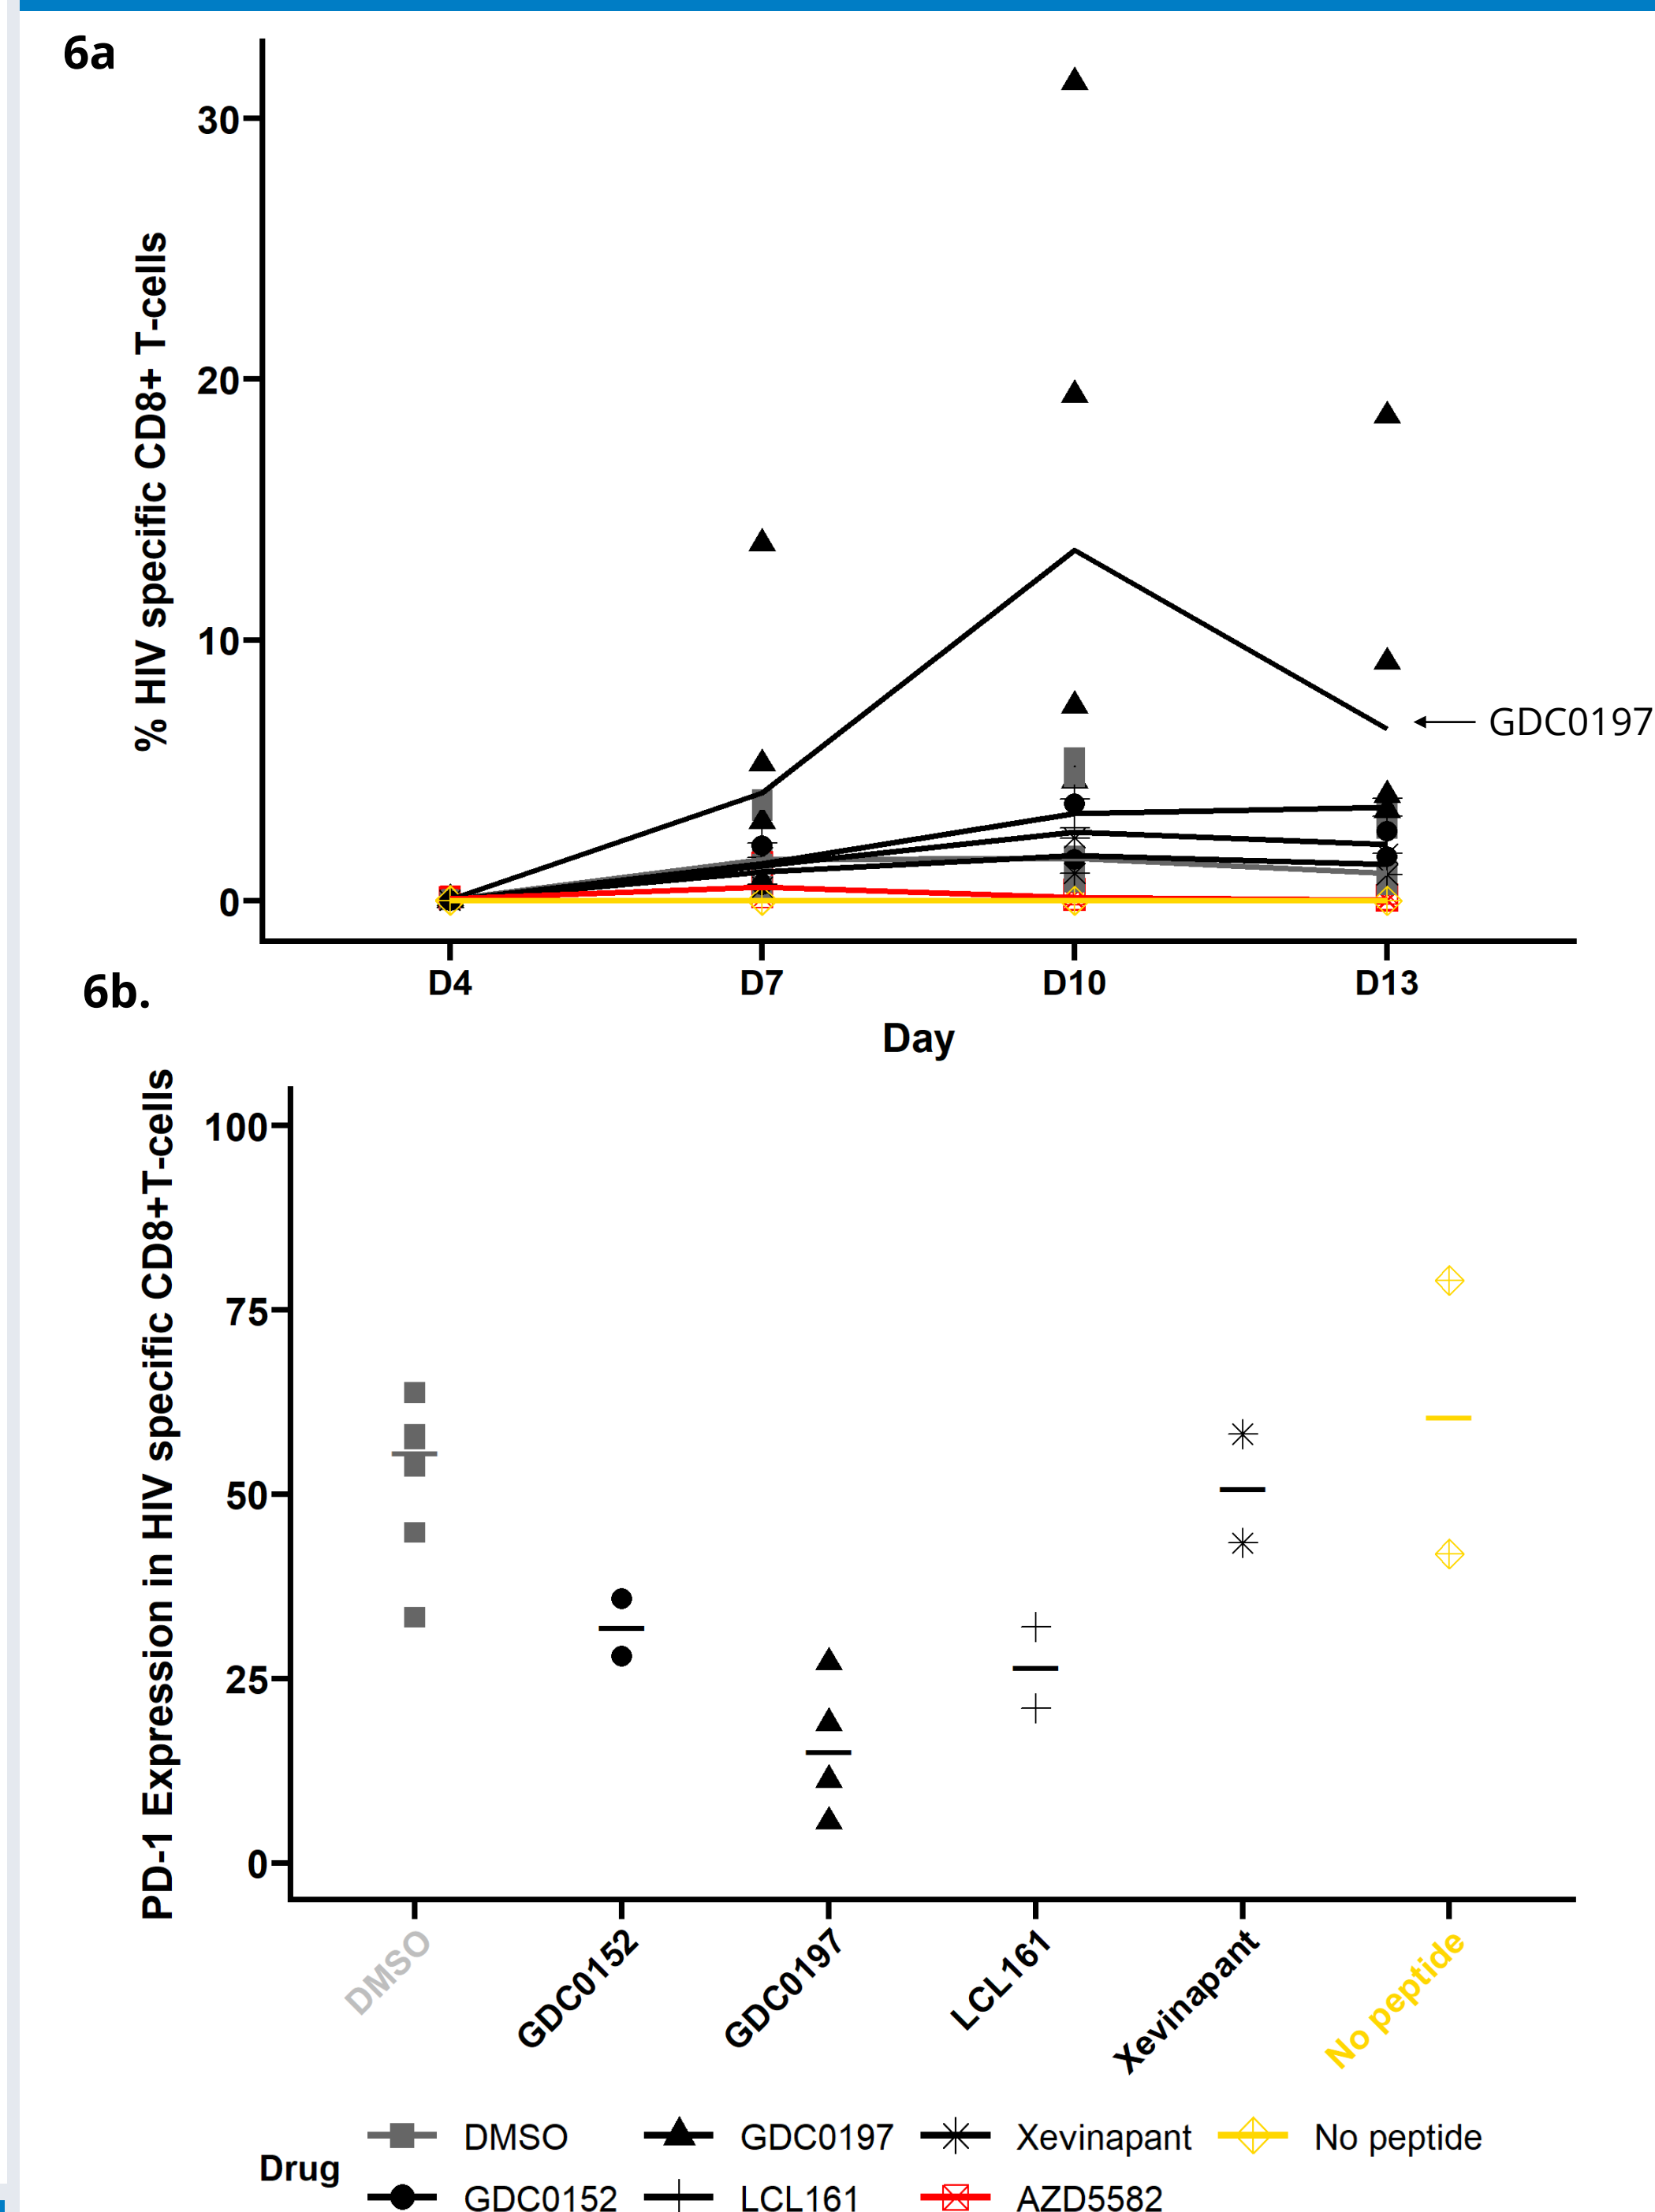 6a
% HIV specific CD8+ T-cells
30
20
10
0
GDC0197
D4 D7 D10 D13
Day
6b.
PD-1 Expression in HIV specific CD8+T-cells
100
75
50
25
0
DMSO GDC0152 GDC0197 LCL161 Xevinapant No peptide
Drug
DMSO GDC0197 Xevinapant No peptide
GDC0152 LCL161 AZD5582